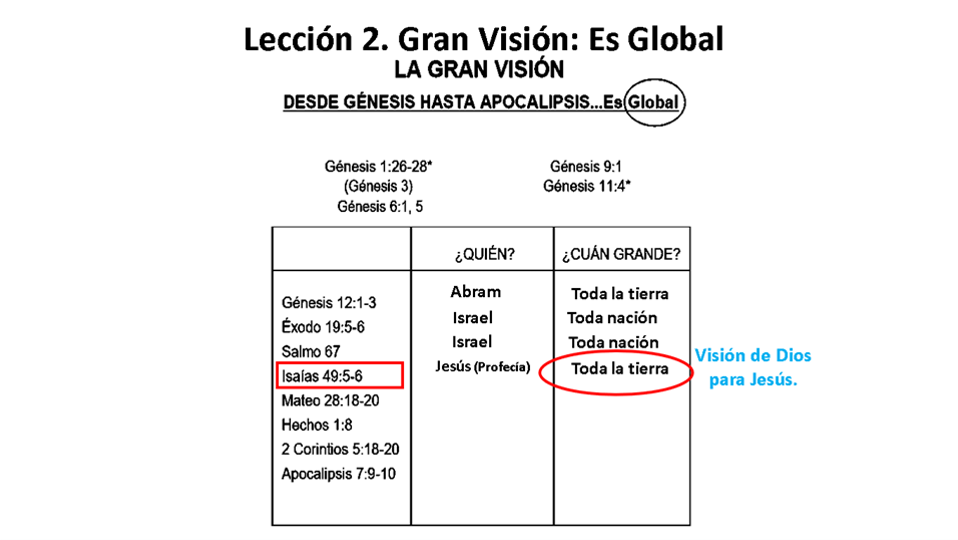 Lección 2. Gran Visión: Es Global
LA GRAN VISIÓN
DESDE GÉNESIS HASTA APOCALIPSIS...Es Global
Génesis 1:26-28* Génesis 9:1
(Génesis 3) Génesis 11:4*
Génesis 6:1, 5
¿QUIÉN? ¿CUÁN GRANDE?
Génesis 12:1-3 Abram Toda la tierra
Éxodo 19:5-6 Israel Toda nación
Salmo 67 Israel Toda nación
Isaías 49:5-6 Jesús (Profecía) Toda la tierra
Visión de Dios
para Jesús.
Mateo 28:18-20
Hechos 1:8
2 Corintios 5:18-20
Apocalipsis 7:9-10